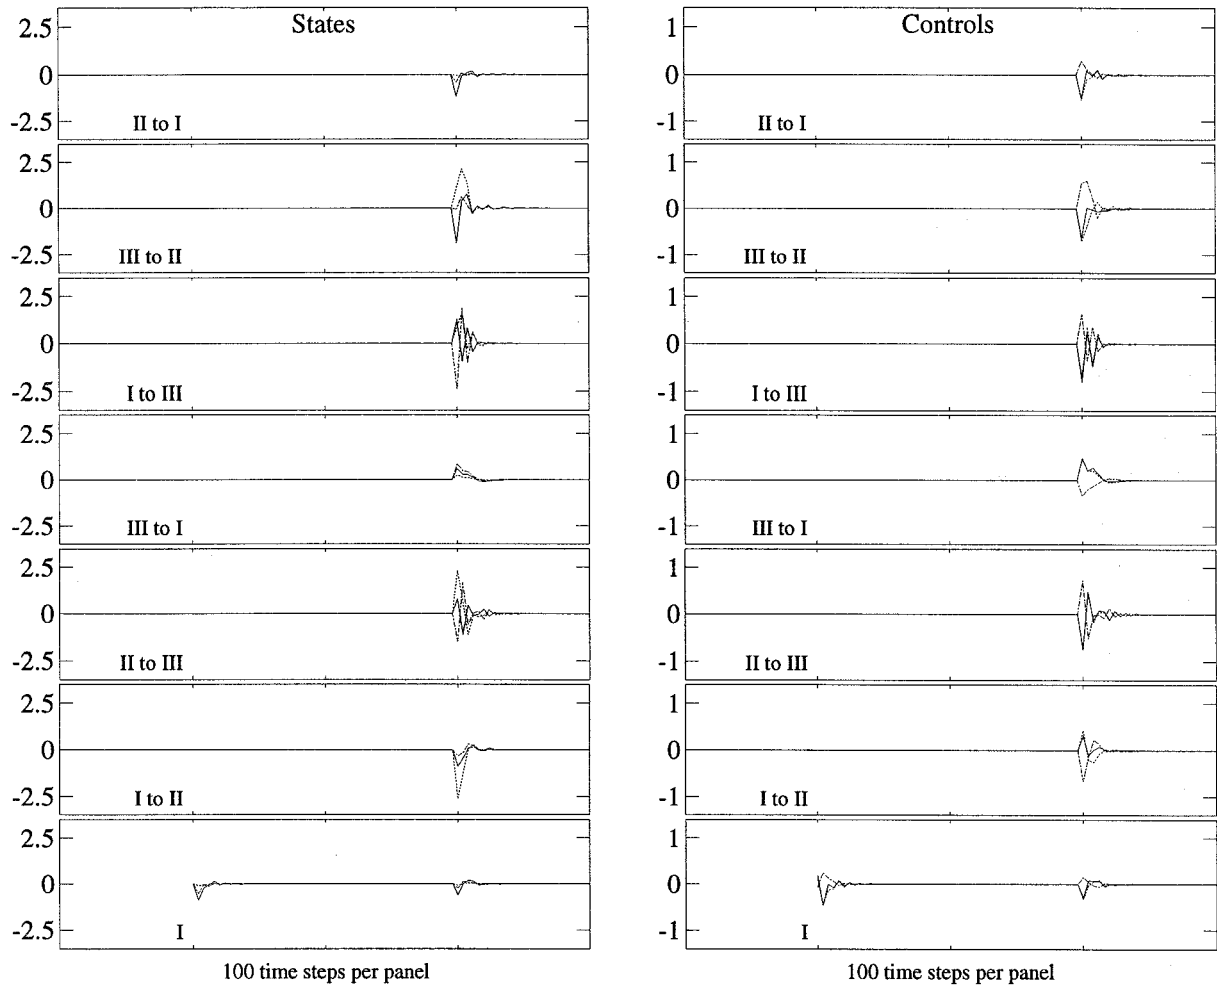 States
2.5
0
-2.5
II to I
2.5
0
-2.5
III to II
2.5
0
-2.5
I to III
2.5
0
-2.5
III to I
2.5
0
-2.5
II to III
2.5
0
-2.5
I to II
2.5
0
-2.5
I
100 time steps per panel
Controls
1
0
-1
II to I
1
0
-1
III to II
1
0
-1
I to III
1
0
-1
III to I
1
0
-1
II to III
1
0
-1
I to II
1
0
-1
I
100 time steps per panel